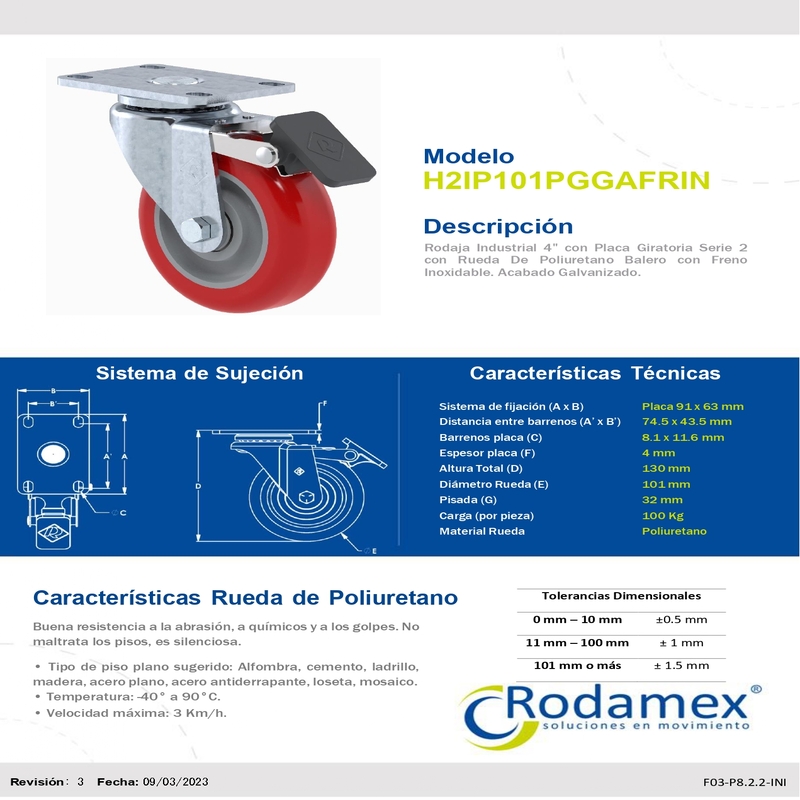 Modelo
H2IP101PGGAFRIN
Descripción
Rodaja Industrial 4" con Placa Giratoria Serie 2
con Rueda De Poliuretano Balero con Freno
Inoxidable. Acabado Galvanizado.
Sistema de Sujeción
B
B'
A'
A
C
F
D
E
Características Técnicas
Sistema de fijación (A x B) Placa 91 x 63 mm
Distancia entre barrenos (A' x B') 74.5 x 43.5 mm
Barrenos placa (C) 8.1 x 11.6 mm
Espesor placa (F) 4 mm
Altura Total (D) 130 mm
Diámetro Rueda (E) 101 mm
Pisada (G) 32 mm
Carga (por pieza) 100 Kg
Material Rueda Poliuretano
Características Rueda de Poliuretano
Buena resistencia a la abrasión, a químicos y a los golpes. No
maltrata los pisos, es silenciosa.
• Tipo de piso plano sugerido: Alfombra, cemento, ladrillo,
madera, acero plano, acero antiderrapante, loseta, mosaico.
• Temperatura: -40° a 90°C.
• Velocidad máxima: 3 Km/h.
Tolerancias Dimensionales
0 mm – 10 mm ±0.5 mm
11 mm – 100 mm ± 1 mm
101 mm o más ± 1.5 mm
Rodamex®
soluciones en movimiento
Revisión: 3 Fecha: 09/03/2023
F03-P8.2.2-INI